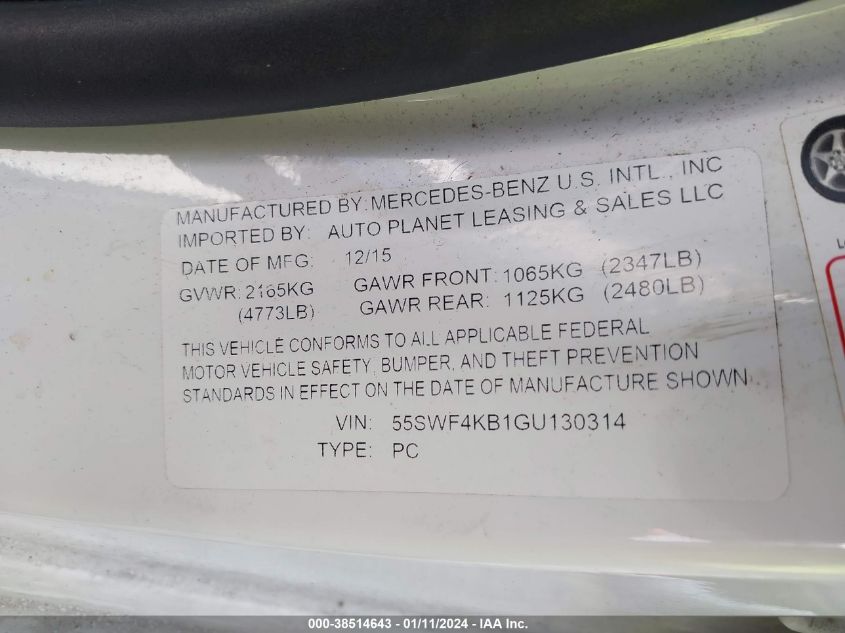 MANUFACTURED BY: MERCEDES-BENZ U.S. INTL., INC
IMPORTED BY: AUTO PLANET LEASING & SALES LLC
DATE OF MFG: 12/15
GVWR: 2165KG GAWR FRONT: 1065KG (2347LB)
(4773LB) GAWR REAR: 1125KG (2480LB)
THIS VEHICLE CONFORMS TO ALL APPLICABLE FEDERAL
MOTOR VEHICLE SAFETY, BUMPER, AND THEFT PREVENTION
STANDARDS IN EFFECT ON THE DATE OF MANUFACTURE SHOWN
VIN: 55SWF4KB1GU130314
TYPE: PC
000-38514643 - 01/11/2024 - IAA Inc.